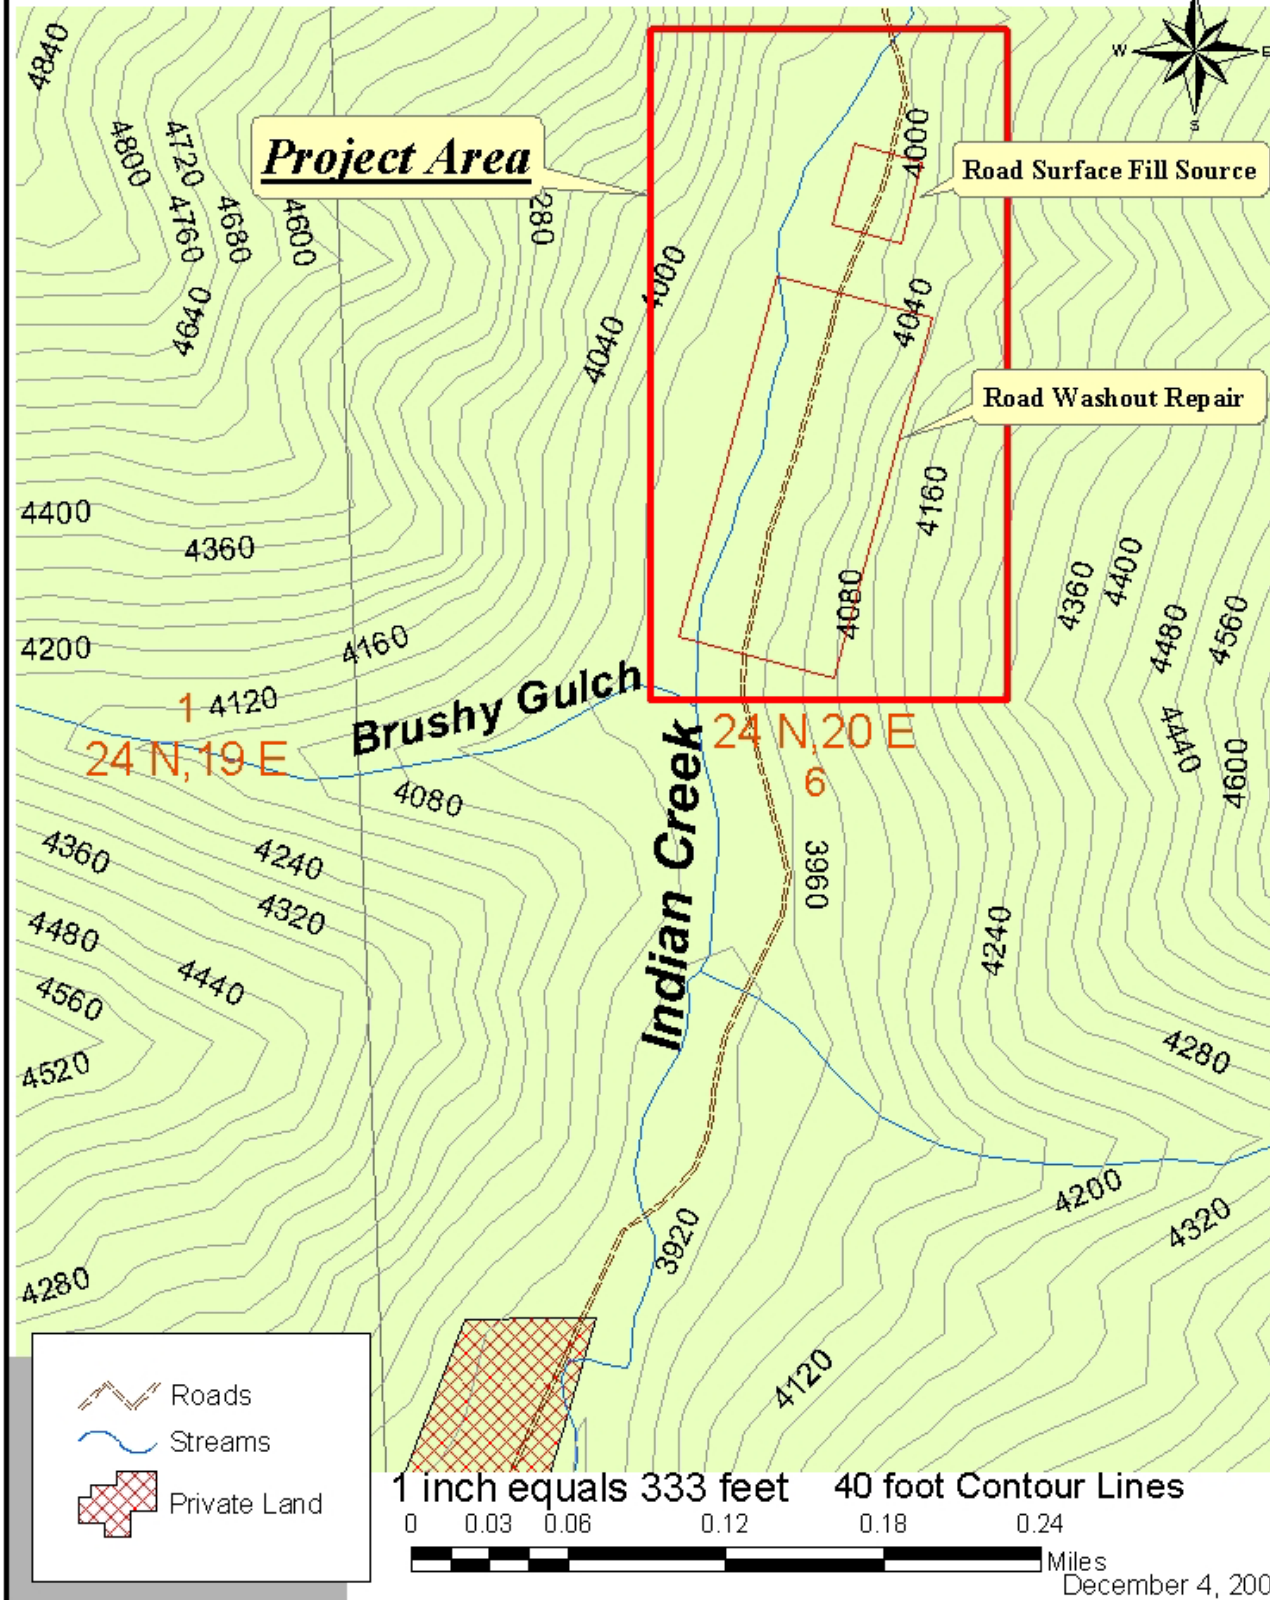 4840
W
E
S
4800
4720
4760
4680
4600
4640
Project Area
280
4000
Road Surface Fill Source
4000
4040
4040
Road Washout Repair
4400
4360
4160
4080
4360
4400
4480
4560
4440
4600
4200
4160
1
4120
24 N, 19 E
Brushy Gulch
24 N, 20 E
6
Indian Creek
4080
3960
4360
4240
4320
4480
4440
4560
4520
4240
4280
4200
4320
3920
4280
4120
Roads
Streams
Private Land
1 inch equals 333 feet
40 foot Contour Lines
0 0.03 0.06 0.12 0.18 0.24
Miles
December 4, 200